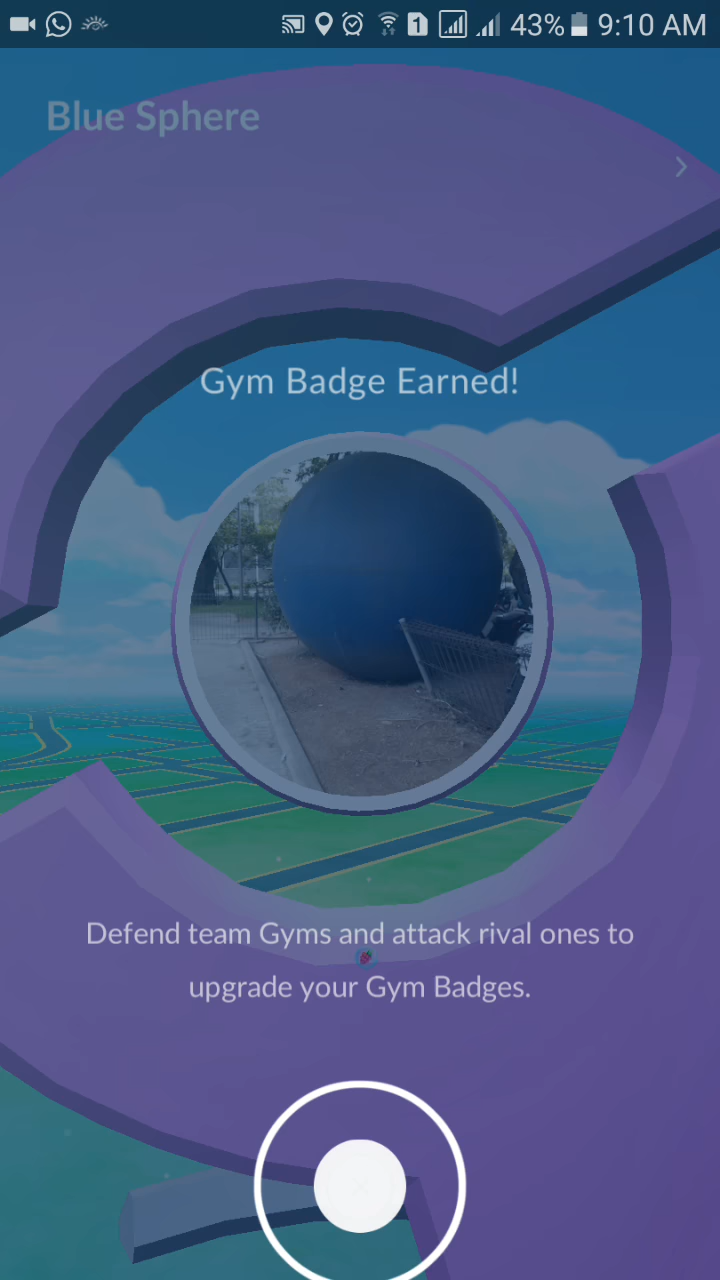 1 43% 9:10 AM
Blue Sphere
Gym Badge Earned!
Defend team Gyms and attack rival ones to
upgrade your Gym Badges.